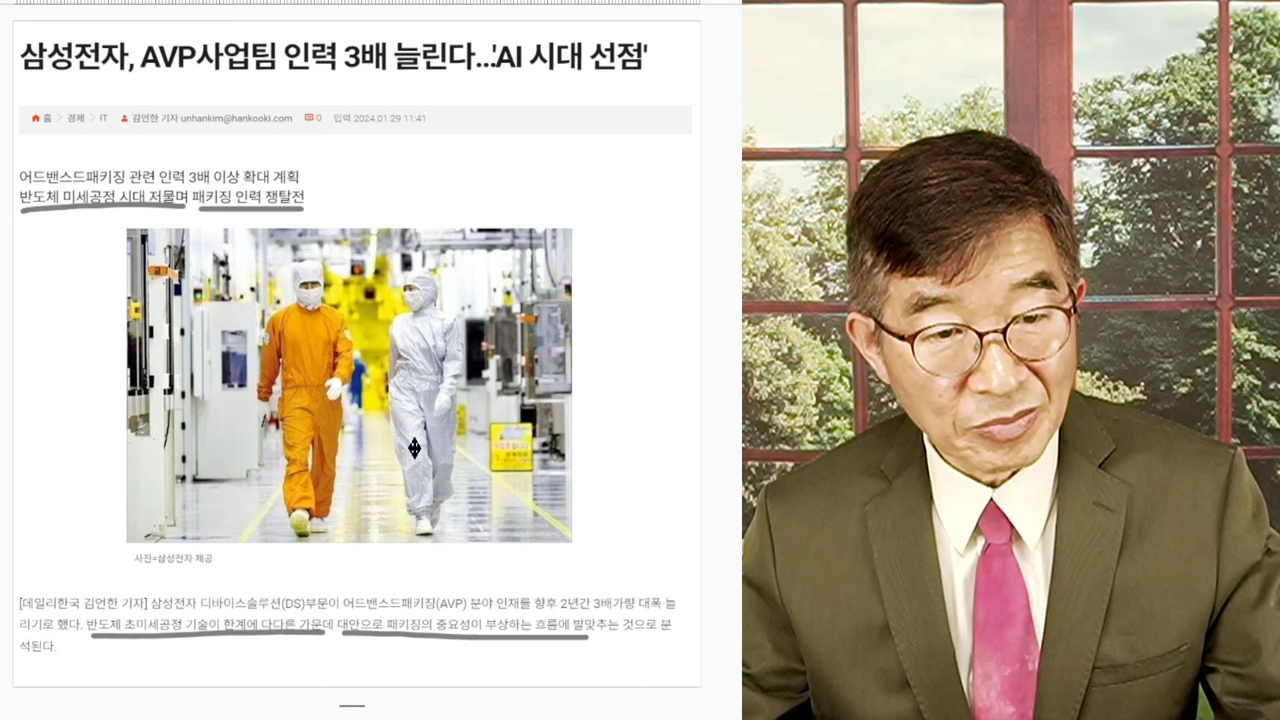 삼성전자, AVP사업팀 인력 3배 늘린다...'AI 시대 선점'
홈 > 경제 > IT 김언한 기자 unhankim@hankooki.com 0 입력 2024.01.29 11:41
어드밴스드패키징 관련 인력 3배 이상 확대 계획
반도체 미세공정 시대 저물며 패키징 인력 쟁탈전
사진=삼성전자 제공
[데일리한국 김언한 기자] 삼성전자 디바이스솔루션(DS)부문이 어드밴스드패키징(AVP) 분야 인재를 향후 2년간 3배가량 대폭 늘
리기로 했다. 반도체 초미세공정 기술이 한계에 다다른 가운데 대안으로 패키징의 중요성이 부상하는 흐름에 발맞추는 것으로 분
석된다.